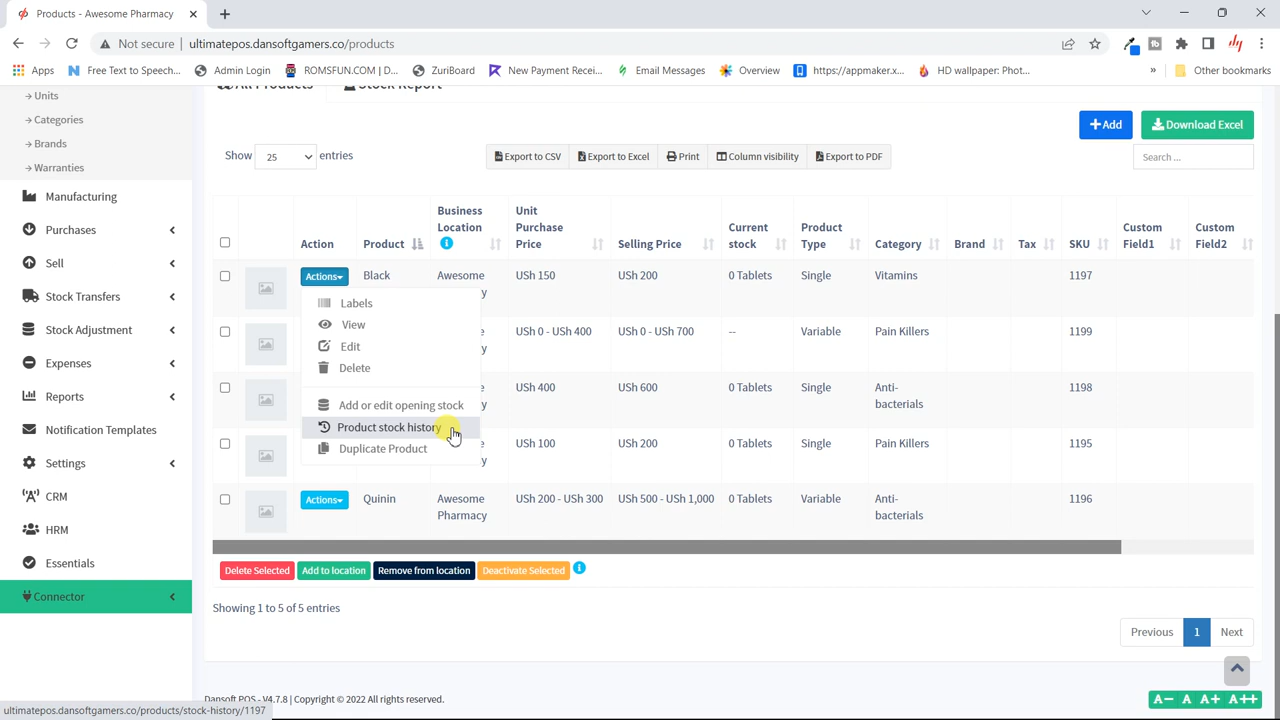 Products - Awesome Pharmacy
Not secure | ultimatepos.dansoftgamers.co/products
Apps
Free Text to Speech...
Admin Login
ROMSFUN.COM | D...
ZuriBoard
New Payment Recei...
Email Messages
Overview
https://appmaker.x...
HD wallpaper: Phot...
»
Other bookmarks
Units
Categories
Brands
Warranties
Manufacturing
Purchases
Sell
Stock Transfers
Stock Adjustment
Expenses
Reports
Notification Templates
Settings
CRM
HRM
Essentials
Connector
All Products
Stock Report
+Add
Download Excel
Show 25 entries
Export to CSV
Export to Excel
Print
Column visibility
Export to PDF
Search ...
Action
Product
Business Location
Unit Purchase Price
Selling Price
Current stock
Product Type
Category
Brand
Tax
SKU
Custom Field1
Custom Field2
Actions Black Awesome y USh 150 USh 200 0 Tablets Single Vitamins 1197
Labels
View
Edit
Delete
Add or edit opening stock
Product stock history
Duplicate Product
e y USh 0 - USh 400 USh 0 - USh 700 -- Variable Pain Killers 1199
e y USh 400 USh 600 0 Tablets Single Anti-bacterials 1198
e y USh 100 USh 200 0 Tablets Single Pain Killers 1195
Actions Quinin Awesome Pharmacy USh 200 - USh 300 USh 500 - USh 1,000 0 Tablets Variable Anti-bacterials 1196
Delete Selected
Add to location
Remove from location
Deactivate Selected
Showing 1 to 5 of 5 entries
Previous 1 Next
Dansoft POS - V4.7.8 | Copyright © 2022 All rights reserved.
A- A A+ A++
ultimatepos.dansoftgamers.co/products/stock-history/1197